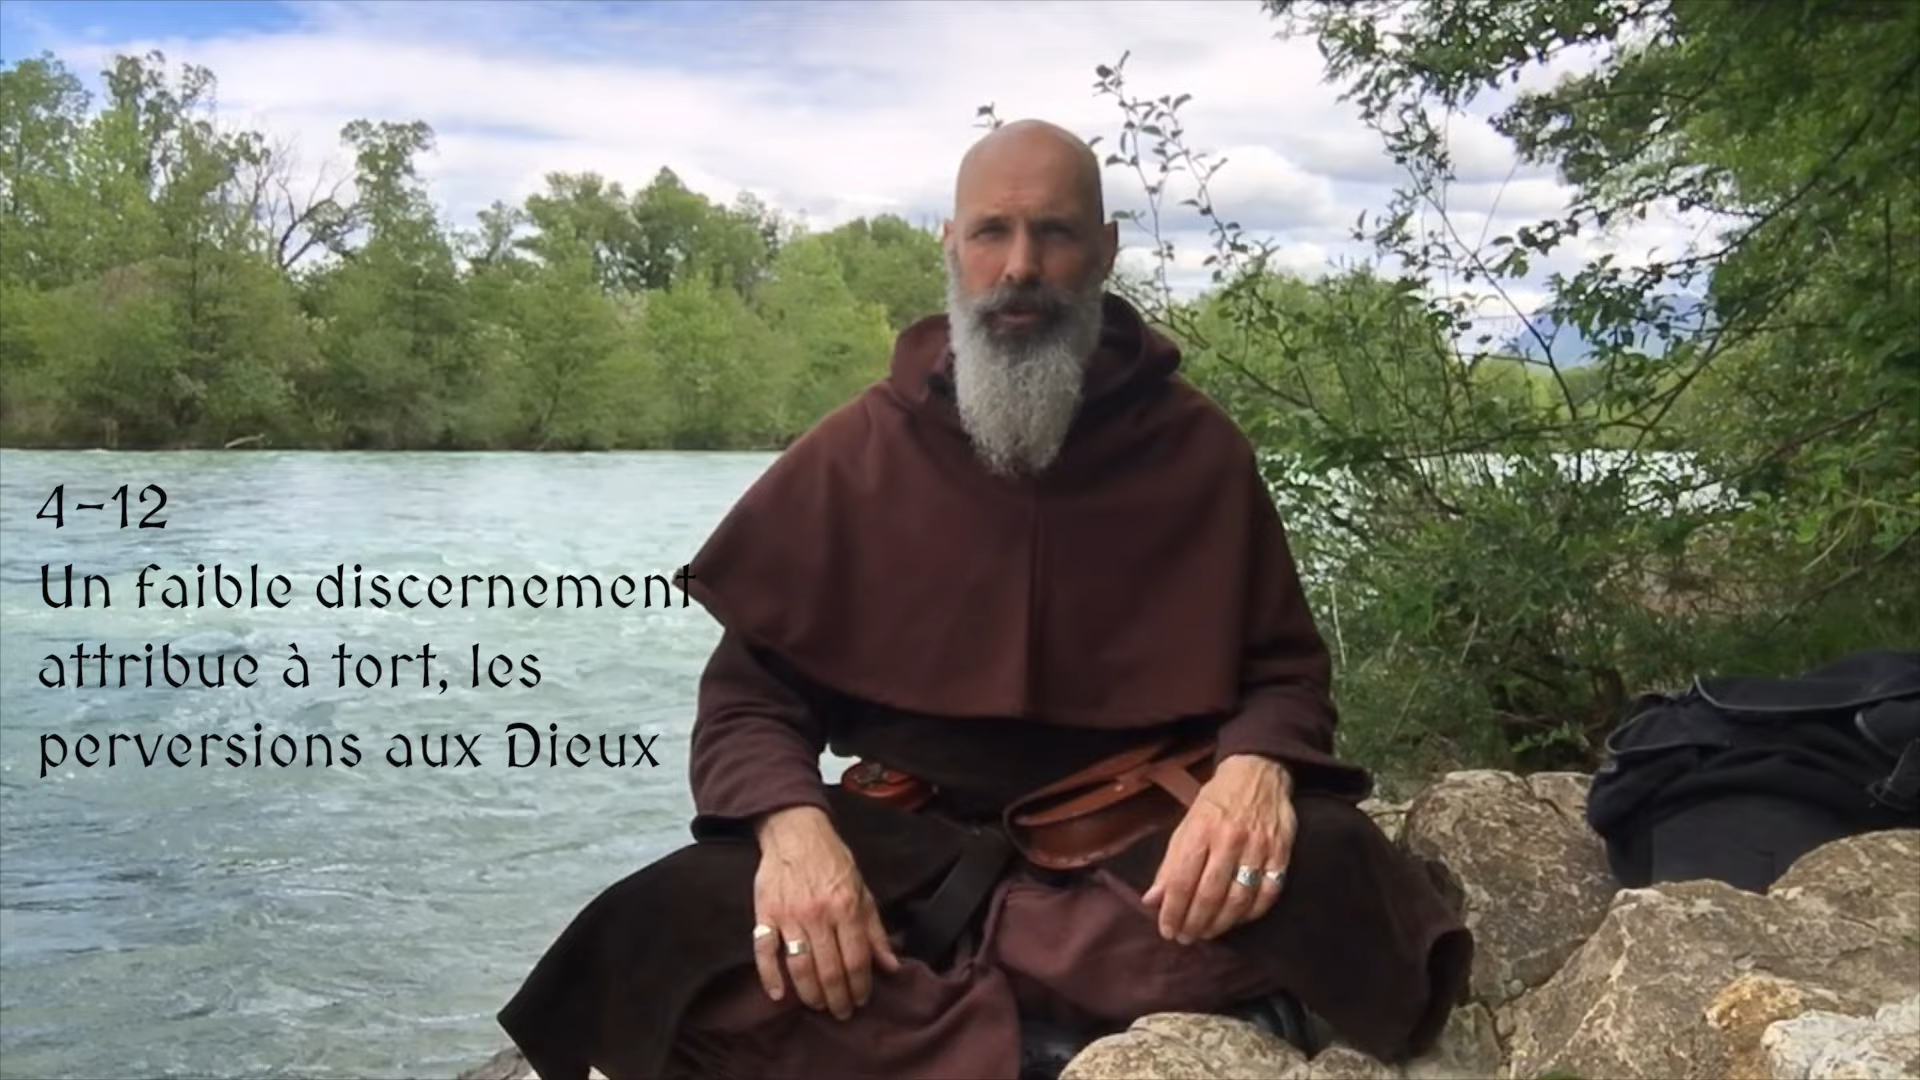 4-12
Un faible discernement
attribue à tort, les
perversions aux Dieux